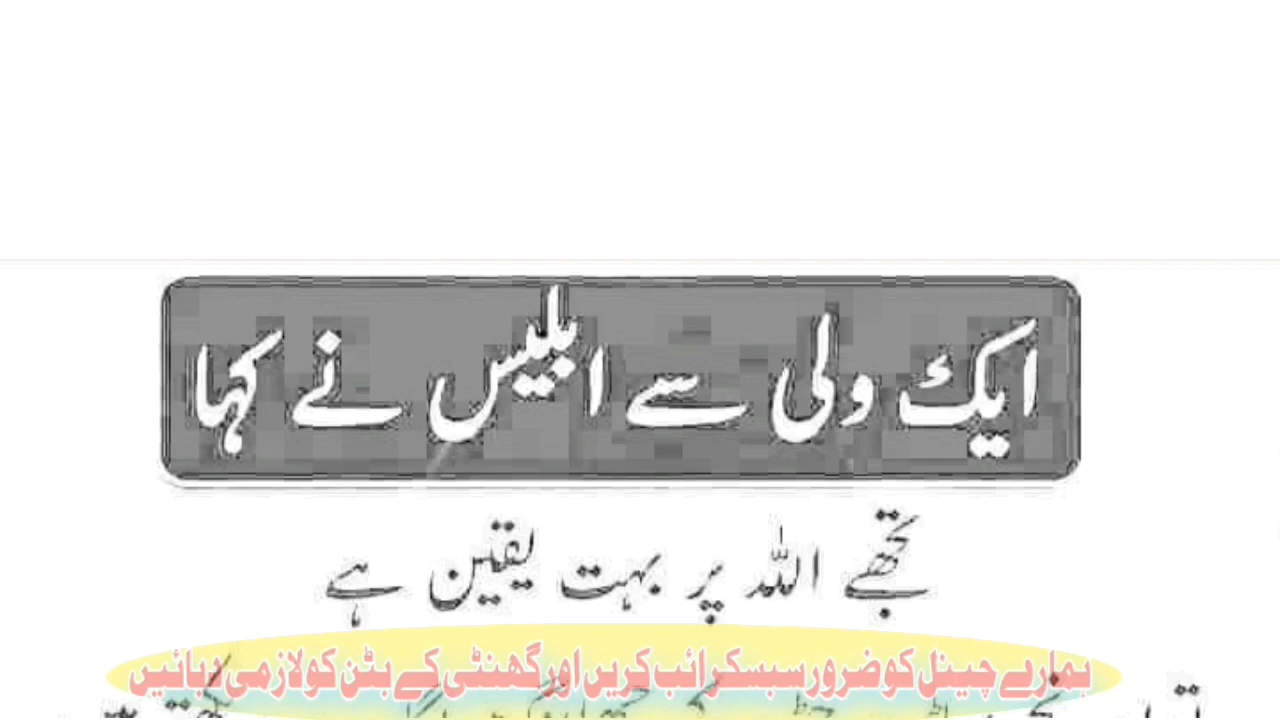 ایک ولی سے ابلیس نے کہا
تجھے اللہ پر بہت یقین ہے
ہمارے چینل کو ضرور سبسکرائب کریں اور گھنٹی کے بٹن کو لازمی دبائیں